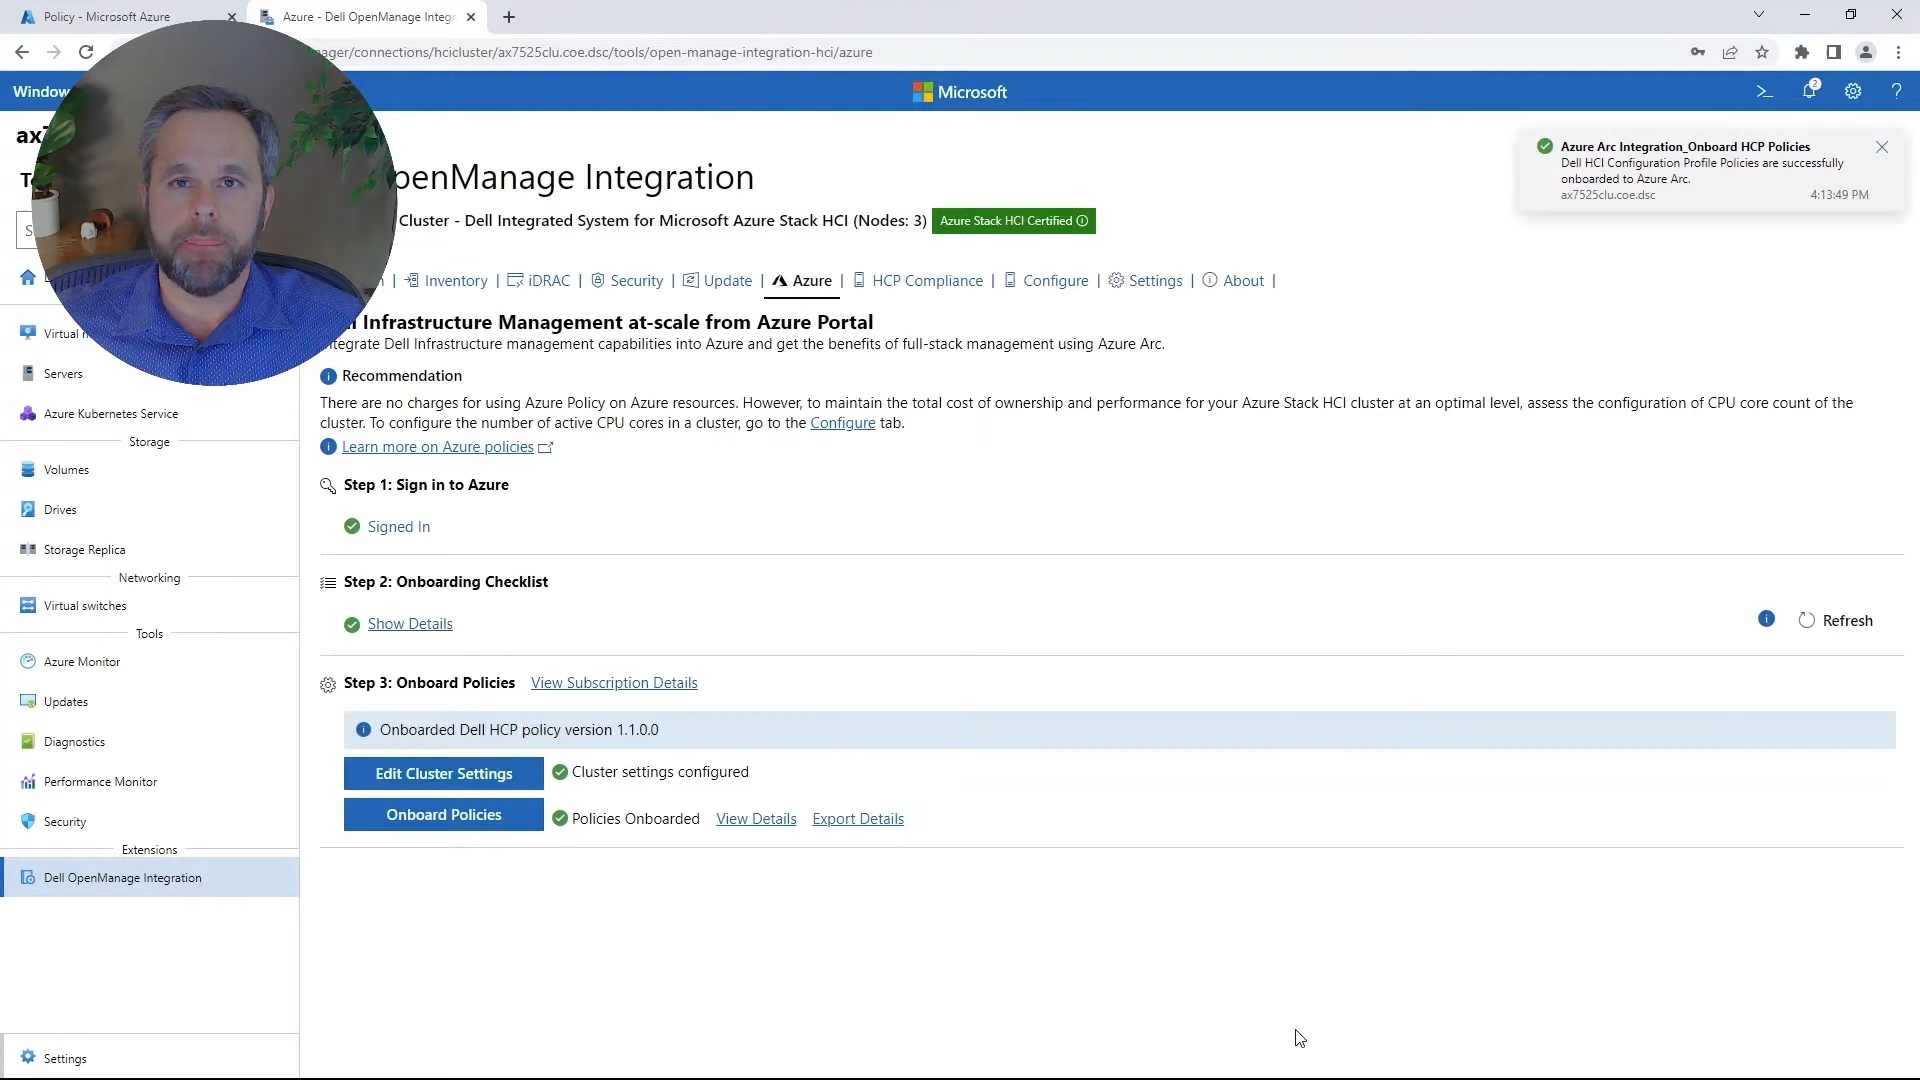 Policy - Microsoft Azure
Azure - Dell OpenManage Integr
ager/connections/hcicluster/ax7525clu.coe.dsc/tools/open-manage-integration-hci/azure
Window
Microsoft
2
ax7
Azure Arc Integration_Onboard HCP Policies
Dell HCI Configuration Profile Policies are successfully
onboarded to Azure Arc.
ax7525clu.coe.dsc 4:13:49 PM
To
penManage Integration
S
Cluster - Dell Integrated System for Microsoft Azure Stack HCI (Nodes: 3) Azure Stack HCI Certified
| Inventory | iDRAC | Security | Update | Azure | HCP Compliance | Configure | Settings | About |
Infrastructure Management at-scale from Azure Portal
ntegrate Dell Infrastructure management capabilities into Azure and get the benefits of full-stack management using Azure Arc.
Virtual m
Servers
Azure Kubernetes Service
Storage
Volumes
Drives
Storage Replica
Networking
Virtual switches
Tools
Azure Monitor
Updates
Diagnostics
Performance Monitor
Security
Extensions
Dell OpenManage Integration
Settings
Recommendation
There are no charges for using Azure Policy on Azure resources. However, to maintain the total cost of ownership and performance for your Azure Stack HCI cluster at an optimal level, assess the configuration of CPU core count of the
cluster. To configure the number of active CPU cores in a cluster, go to the Configure tab.
Learn more on Azure policies
Step 1: Sign in to Azure
Signed In
Step 2: Onboarding Checklist
Show Details
Refresh
Step 3: Onboard Policies View Subscription Details
Onboarded Dell HCP policy version 1.1.0.0
Edit Cluster Settings Cluster settings configured
Onboard Policies Policies Onboarded View Details Export Details